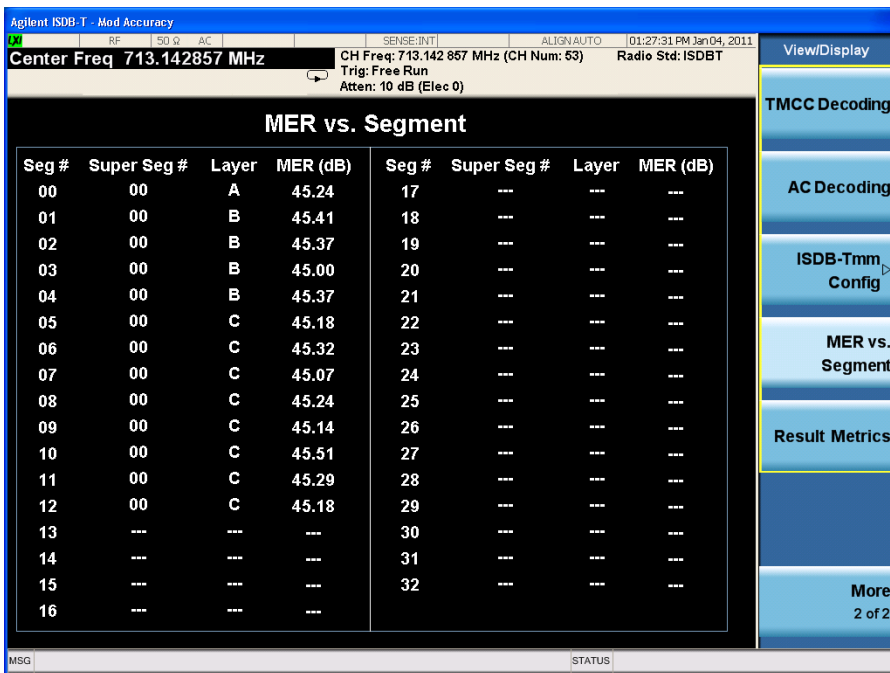 Agilent ISDB-T - Mod Accuracy
LXI RF 50 Ω AC SENSE:INT ALIGN AUTO 01:27:31 PM Jan 04, 2011
Center Freq 713.142857 MHz
CH Freq: 713.142 857 MHz (CH Num: 53) Radio Std: ISDBT
Trig: Free Run
Atten: 10 dB (Elec 0)
MER vs. Segment
Seg # Super Seg # Layer MER (dB) Seg # Super Seg # Layer MER (dB)
00 00 A 45.24 17 --- --- ---
01 00 B 45.41 18 --- --- ---
02 00 B 45.37 19 --- --- ---
03 00 B 45.00 20 --- --- ---
04 00 B 45.37 21 --- --- ---
05 00 C 45.18 22 --- --- ---
06 00 C 45.32 23 --- --- ---
07 00 C 45.07 24 --- --- ---
08 00 C 45.24 25 --- --- ---
09 00 C 45.14 26 --- --- ---
10 00 C 45.51 27 --- --- ---
11 00 C 45.29 28 --- --- ---
12 00 C 45.18 29 --- --- ---
13 --- --- --- 30 --- --- ---
14 --- --- --- 31 --- --- ---
15 --- --- --- 32 --- --- ---
16 --- --- ---
MSG STATUS
View/Display
TMCC Decoding
AC Decoding
ISDB-Tmm
Config
MER vs.
Segment
Result Metrics
More
2 of 2